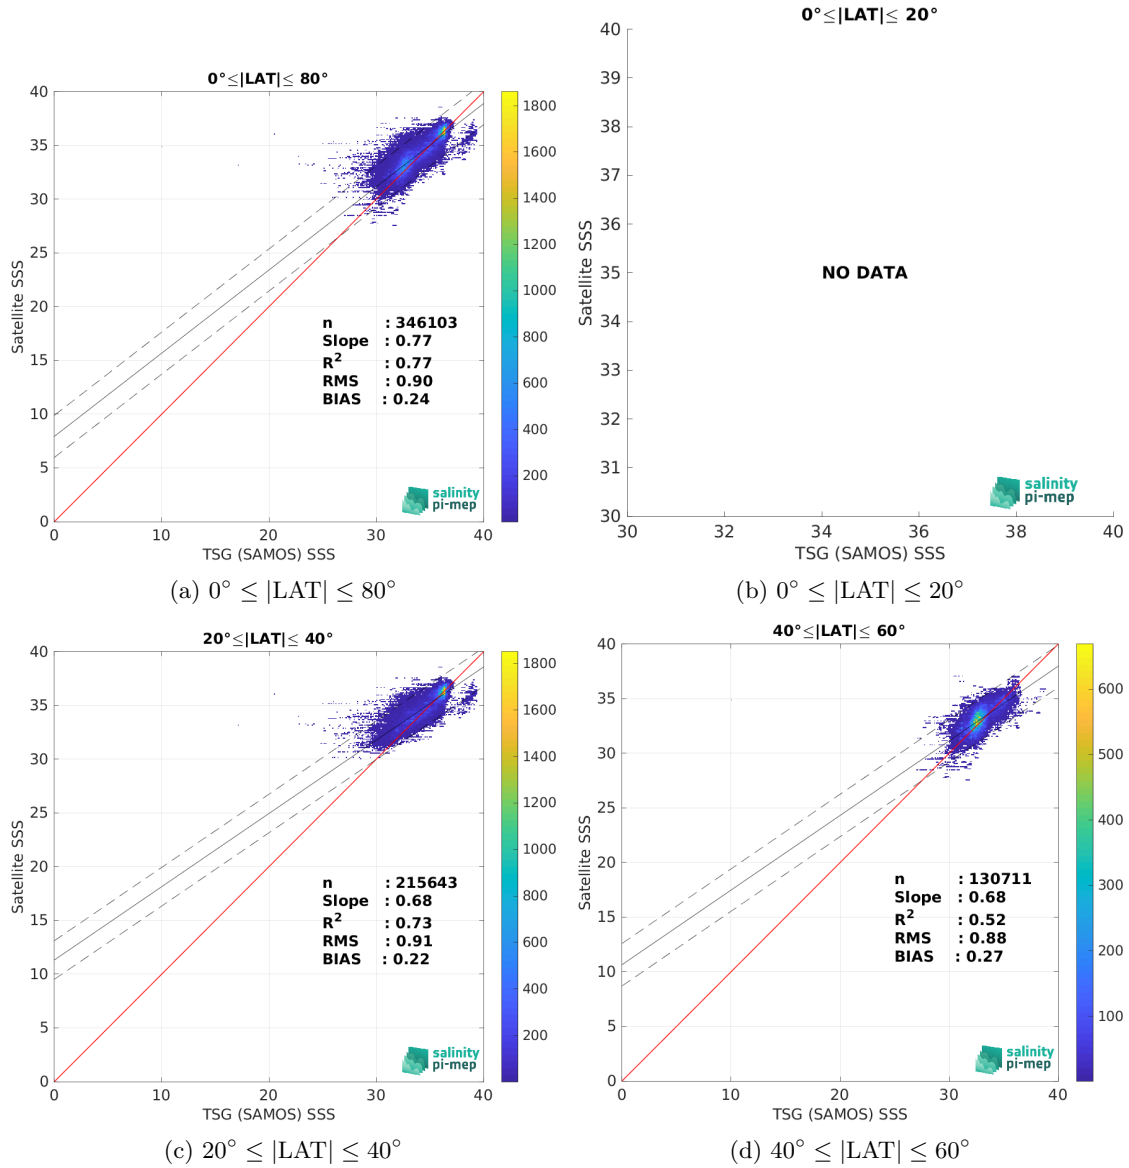 0°≤|LAT|≤ 80°
40
35
30
25
20
15
10
5
0
Satellite SSS
0
10
20
30
40
TSG (SAMOS) SSS
1800
1600
1400
1200
1000
800
600
400
200
n : 346103
Slope : 0.77
R² : 0.77
RMS : 0.90
BIAS : 0.24
salinity
pi-mep
(a) 0° ≤ |LAT| ≤ 80°
0°≤|LAT|≤ 20°
40
39
38
37
36
35
34
33
32
31
30
Satellite SSS
NO DATA
30
32
34
36
38
40
TSG (SAMOS) SSS
salinity
pi-mep
(b) 0° ≤ |LAT| ≤ 20°
20°≤|LAT|≤ 40°
40
35
30
25
20
15
10
5
0
Satellite SSS
0
10
20
30
40
TSG (SAMOS) SSS
1800
1600
1400
1200
1000
800
600
400
200
n : 215643
Slope : 0.68
R² : 0.73
RMS : 0.91
BIAS : 0.22
salinity
pi-mep
(c) 20° ≤ |LAT| ≤ 40°
40°≤|LAT|≤ 60°
40
35
30
25
20
15
10
5
0
Satellite SSS
0
10
20
30
40
TSG (SAMOS) SSS
600
500
400
300
200
100
n : 130711
Slope : 0.68
R² : 0.52
RMS : 0.88
BIAS : 0.27
salinity
pi-mep
(d) 40° ≤ |LAT| ≤ 60°